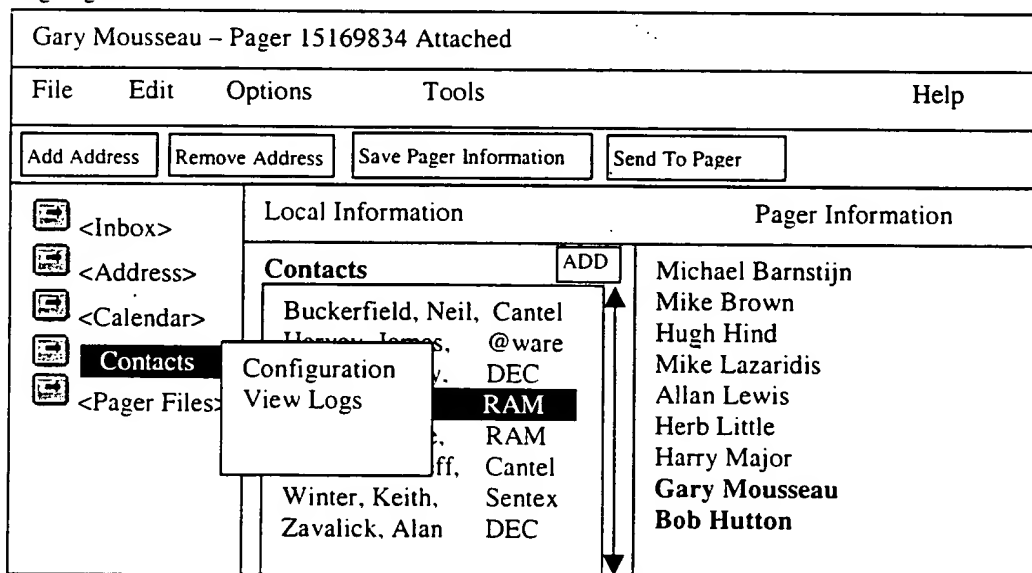 Gary Mousseau – Pager 15169834 Attached
File Edit Options Tools Help
Add Address Remove Address Save Pager Information Send To Pager
<Inbox>
<Address>
<Calendar>
Contacts
<Pager Files>
Configuration
View Logs
Local Information
Contacts ADD
Buckerfield, Neil, Cantel
Harvey, James, @ware
DEC
RAM
RAM
Cantel
Winter, Keith, Sentex
Zavalick, Alan DEC
Pager Information
Michael Barnstijn
Mike Brown
Hugh Hind
Mike Lazaridis
Allan Lewis
Herb Little
Harry Major
Gary Mousseau
Bob Hutton